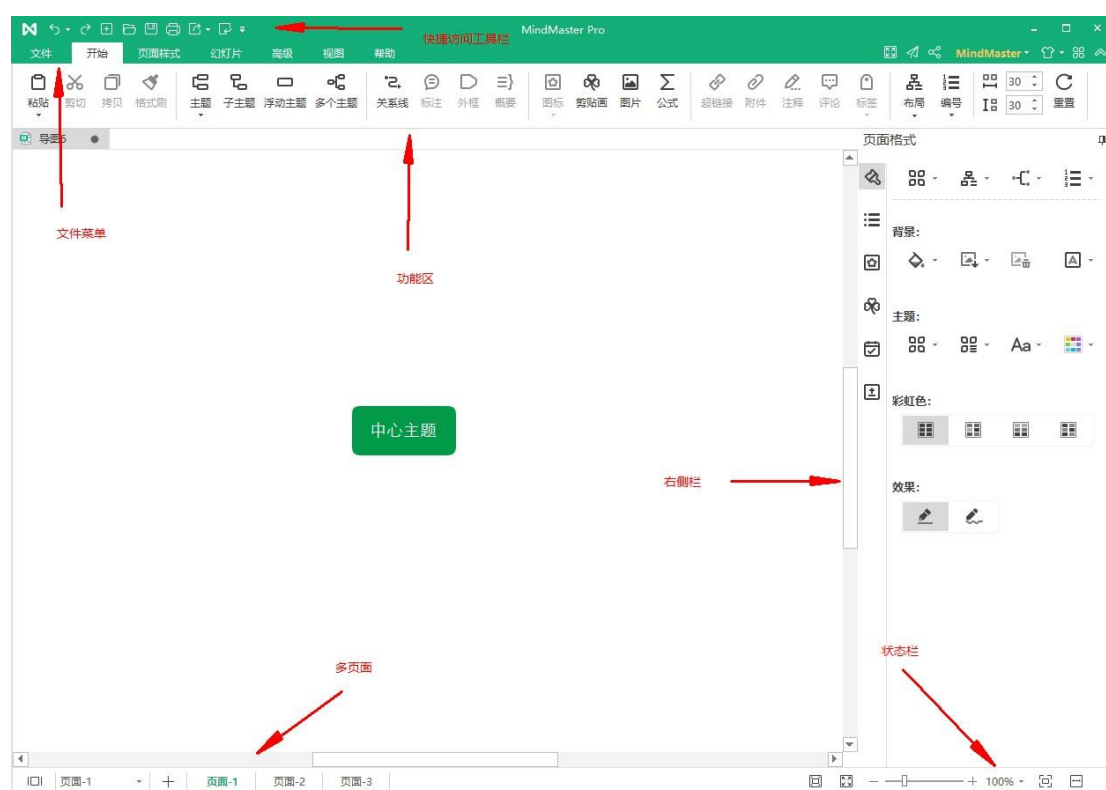 MindMaster Pro
快捷访问工具栏
文件 开始 页面样式 幻灯片 高级 视图 帮助 MindMaster
粘贴 剪切 拷贝 格式刷 主题 子主题 浮动主题 多个主题 关系线 标注 外框 概要 图标 剪贴画 图片 公式 超链接 附件 注释 评论 标签 布局 编号 30 30 重置
导图6
页面格式
文件菜单
背景:
功能区
主题:
Aa
彩虹色:
中心主题
右侧栏
效果:
状态栏
多页面
页面-1 页面-1 页面-2 页面-3 100%